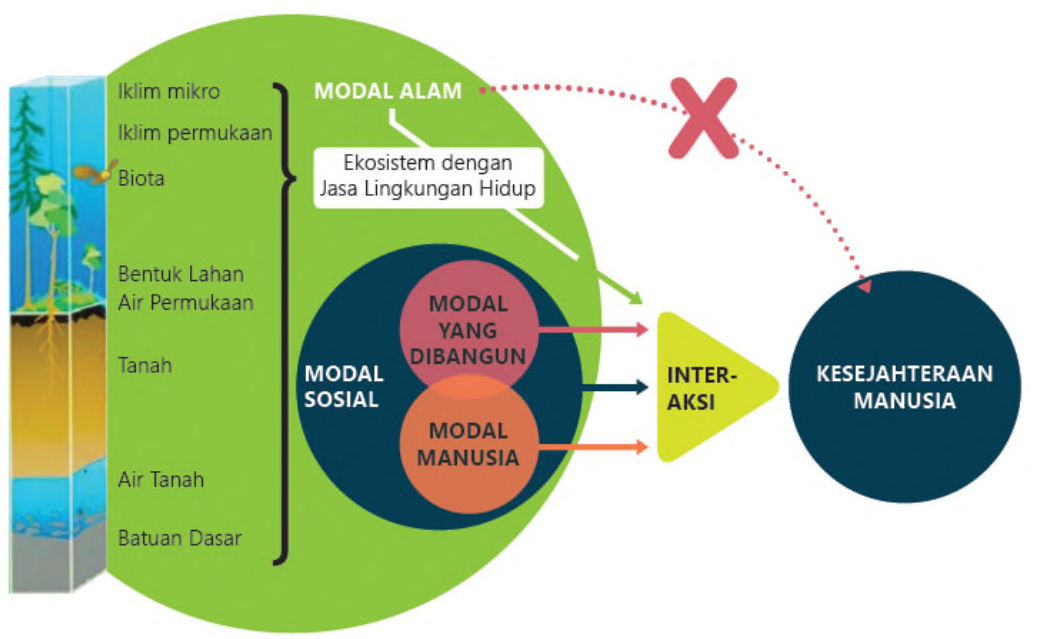 Iklim mikro
Iklim permukaan
Biota
Bentuk Lahan
Air Permukaan
Tanah
Air Tanah
Batuan Dasar
MODAL ALAM
Ekosistem dengan
Jasa Lingkungan Hidup
MODAL
SOSIAL
MODAL
YANG
DIBANGUN
MODAL
MANUSIA
INTER-
AKSI
KESEJAHTERAAN
MANUSIA